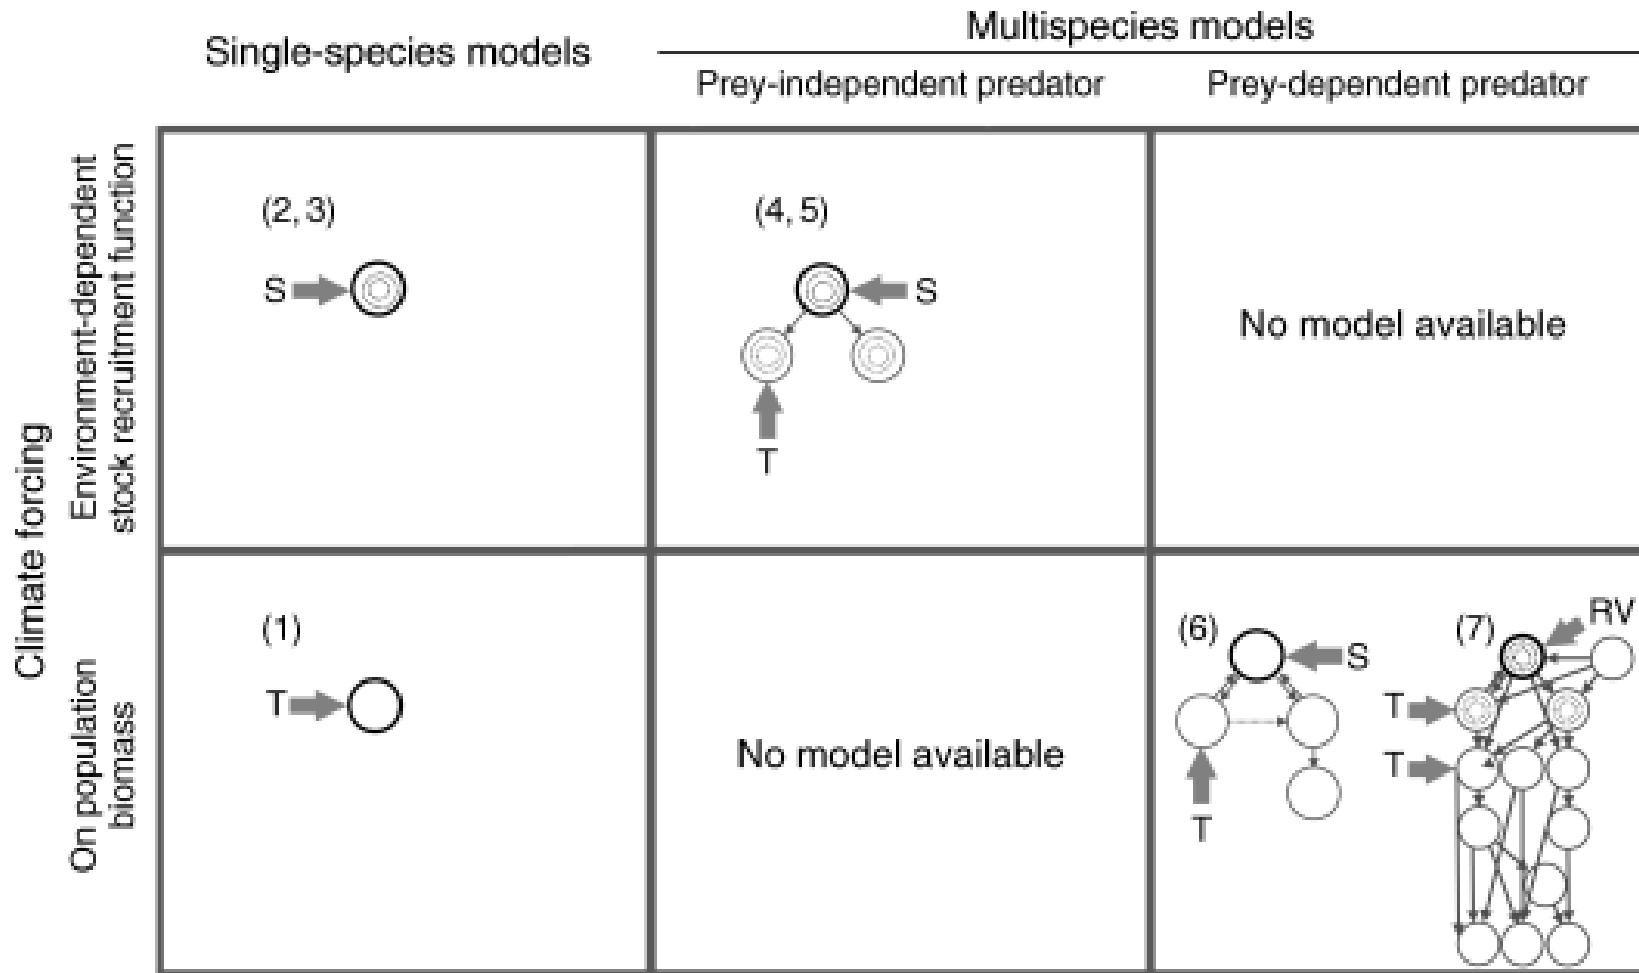 Single-species models
Multispecies models
Prey-independent predator
Prey-dependent predator
Climate forcing
Environment-dependent
stock recruitment function
(2, 3)
S
(4, 5)
S
T
No model available
On population
biomass
(1)
T
No model available
(6)
S
T
(7)
RV
T
T